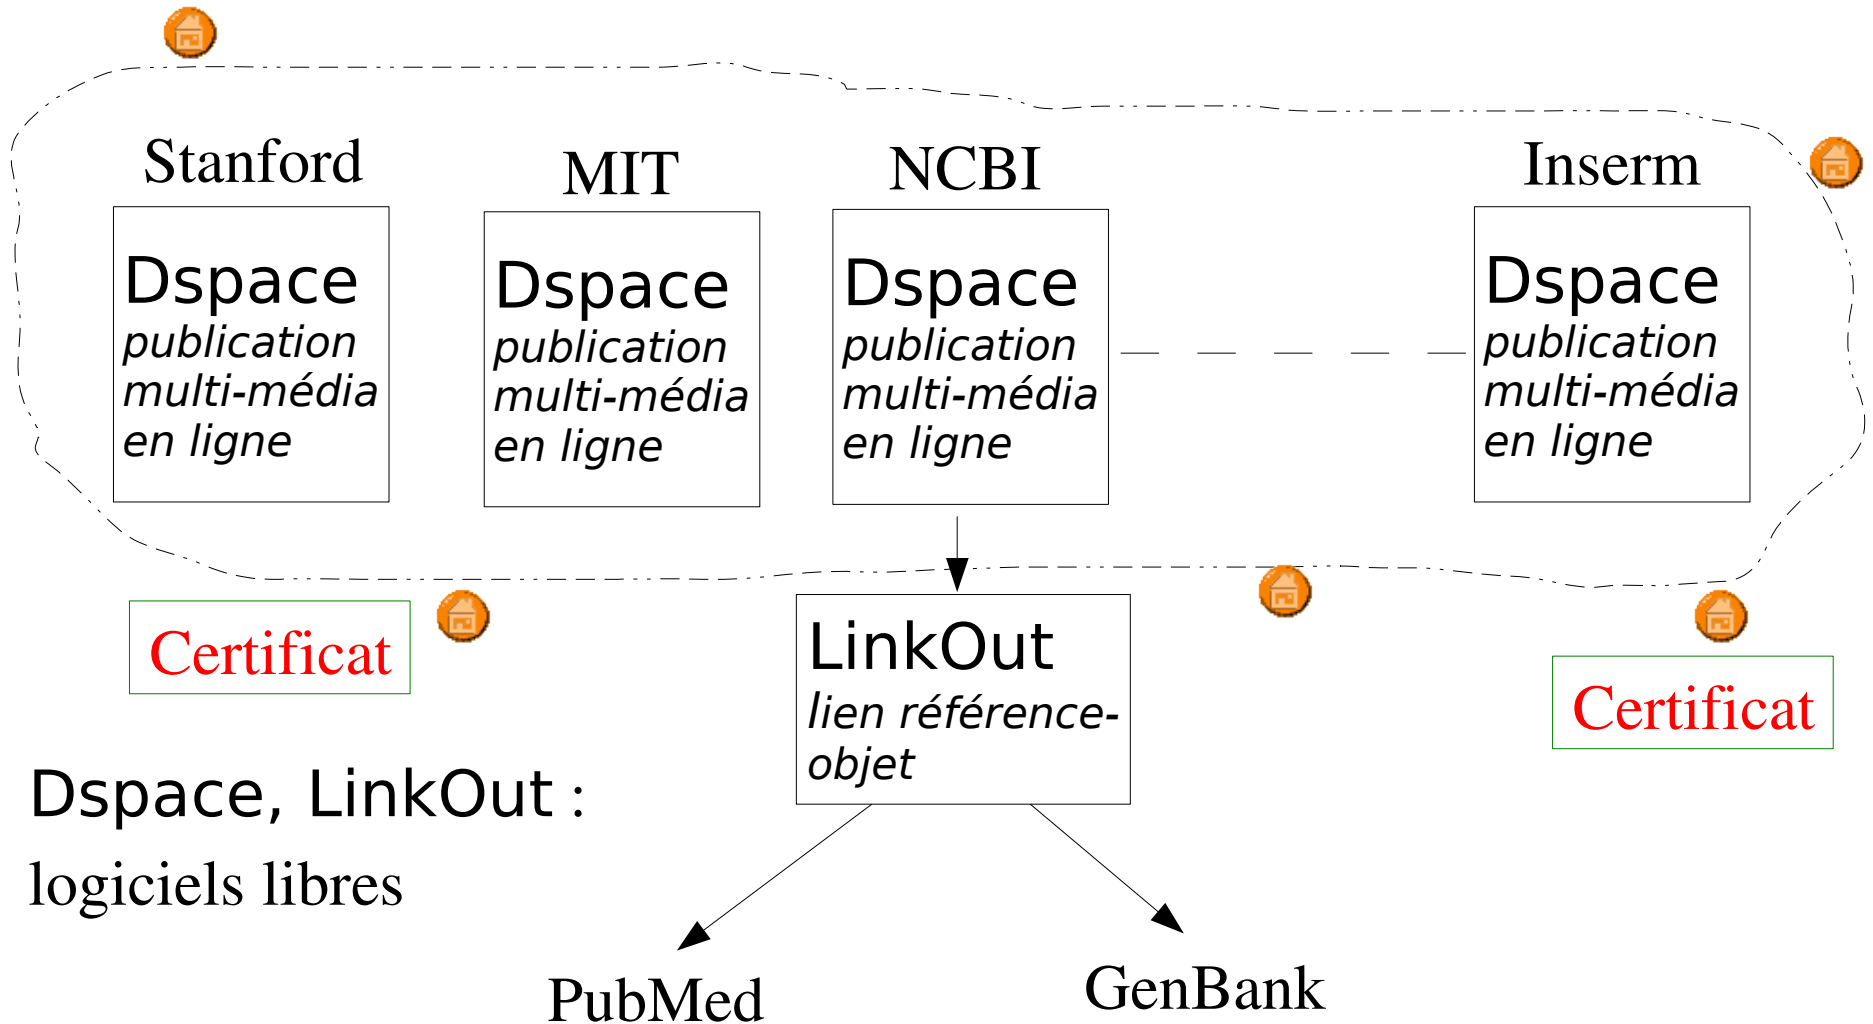 Stanford
MIT
NCBI
Inserm
Dspace
publication
multi-média
en ligne
Dspace
publication
multi-média
en ligne
Dspace
publication
multi-média
en ligne
Dspace
publication
multi-média
en ligne
Certificat
LinkOut
lien référence-
objet
Certificat
Dspace, LinkOut :
logiciels libres
PubMed
GenBank